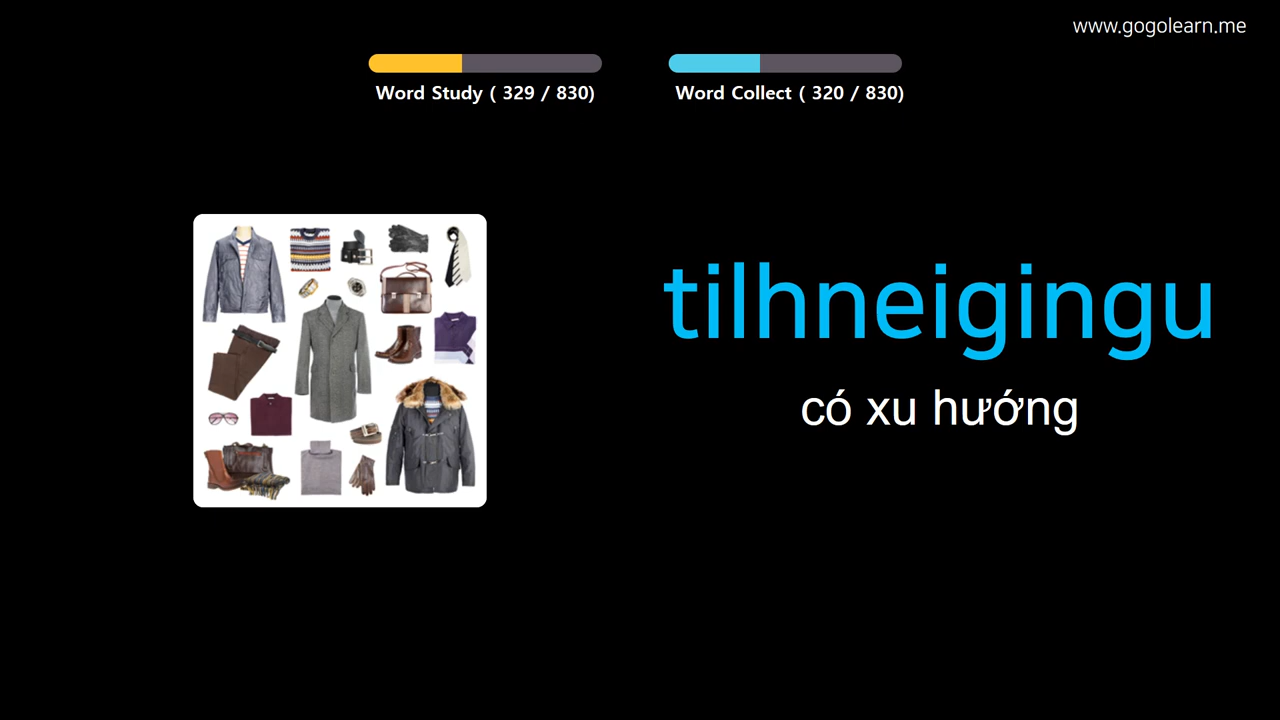 www.gogolearn.me
Word Study ( 329 / 830)
Word Collect ( 320 / 830)
tilhneigingu
có xu hướng